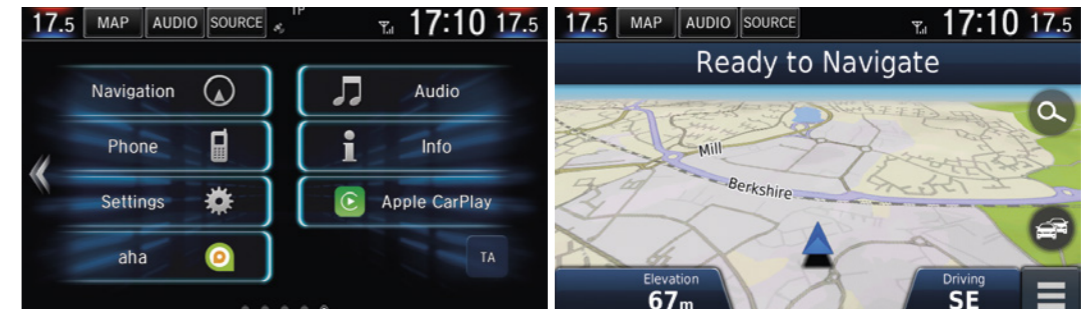 17.5 MAP AUDIO SOURCE TP 17:10 17.5
Navigation
Audio
Phone
Info
Settings
Apple CarPlay
aha
TA
17.5 MAP AUDIO SOURCE 17:10 17.5
Ready to Navigate
Mill
Berkshire
Elevation
67m
Driving
SE